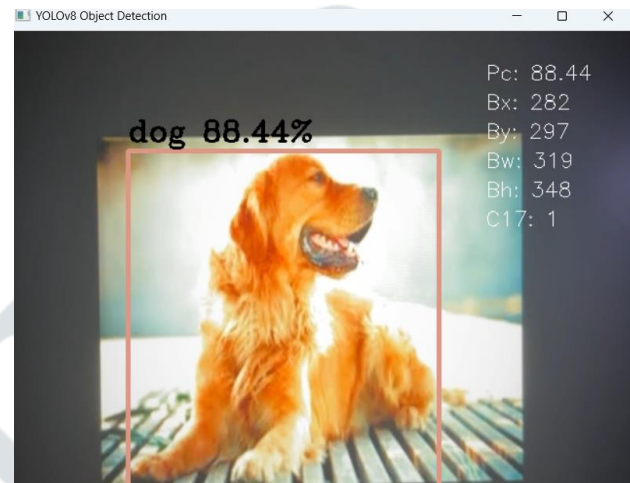 YOLOv8 Object Detection
dog 88.44%
Pc: 88.44
Bx: 282
By: 297
Bw: 319
Bh: 348
C17: 1